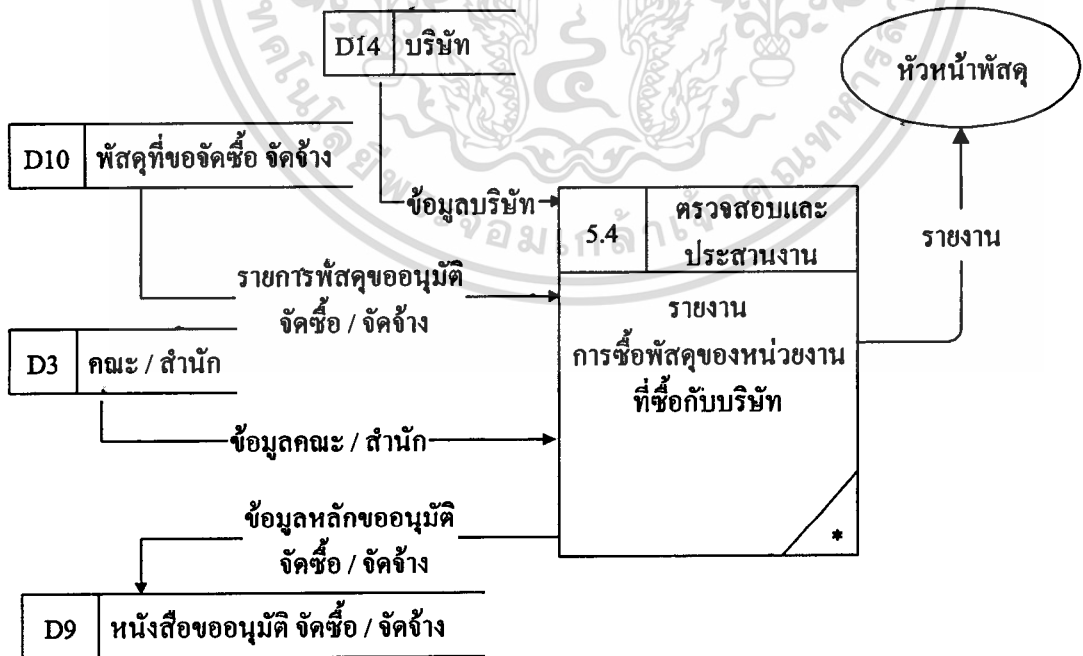 D14 บริษัท
หัวหน้าพัสดุ
D10 พัสดุที่ขอจัดซื้อ จัดจ้าง
ข้อมูลบริษัท
5.4 ตรวจสอบและ
ประสานงาน
รายงาน
รายการพัสดุขออนุมัติ
จัดซื้อ / จัดจ้าง
รายงาน
การซื้อพัสดุของหน่วยงาน
ที่ซื้อกับบริษัท
D3 คณะ / สำนัก
ข้อมูลคณะ / สำนัก
ข้อมูลหลักขออนุมัติ
จัดซื้อ / จัดจ้าง
*
D9 หนังสือขออนุมัติ จัดซื้อ / จัดจ้าง